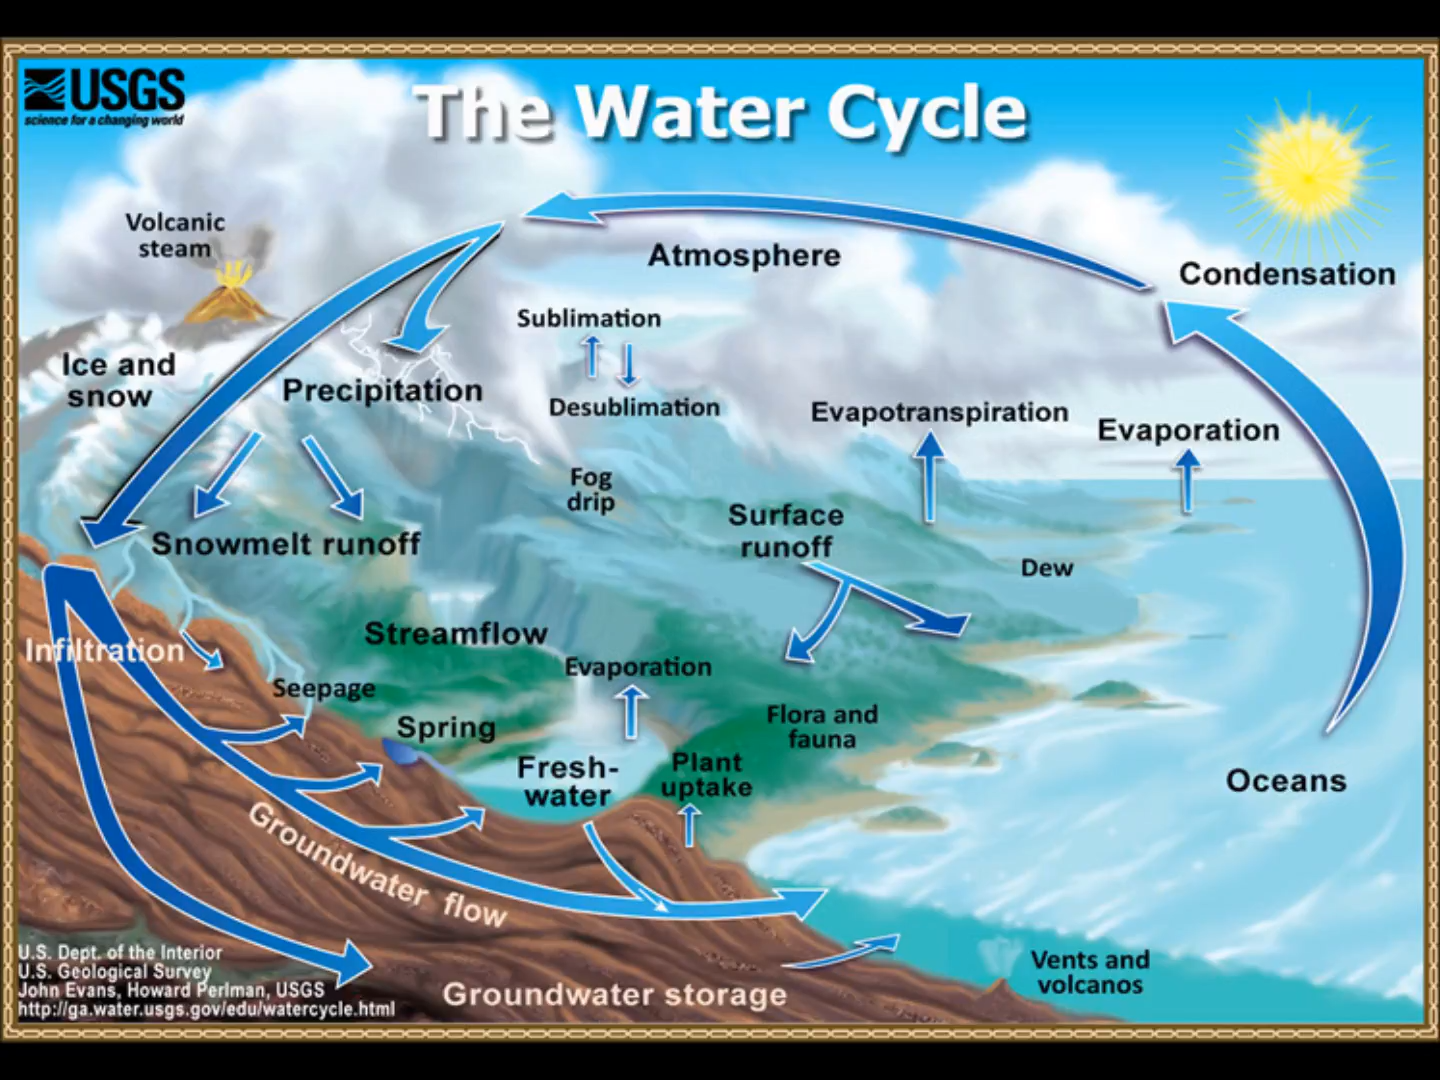 USGS
science for a changing world
The Water Cycle
Volcanic
steam
Atmosphere
Condensation
Sublimation
Ice and
snow
Precipitation
Desublimation
Evapotranspiration
Evaporation
Fog
drip
Surface
runoff
Snowmelt runoff
Dew
Streamflow
Infiltration
Evaporation
Seepage
Spring
Flora and
fauna
Fresh-
water
Plant
uptake
Oceans
Groundwater flow
Vents and
volcanos
Groundwater storage
U.S. Dept. of the Interior
U.S. Geological Survey
John Evans, Howard Perlman, USGS
http://ga.water.usgs.gov/edu/watercycle.html